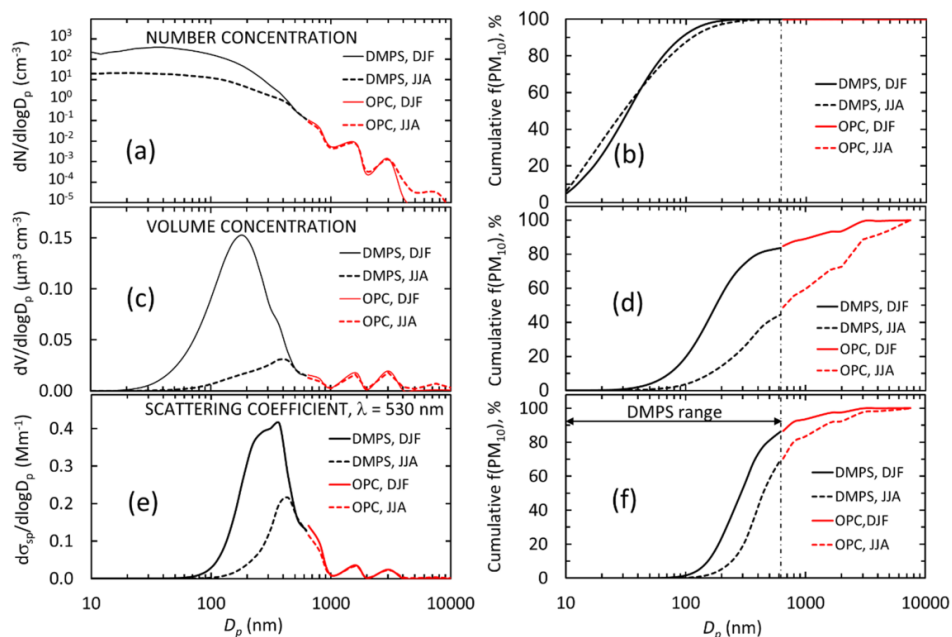 NUMBER CONCENTRATION
DMPS, DJF
DMPS, JJA
OPC, DJF
OPC, JJA
(a)
dN/dlogDp (cm-3)
10³
10²
10¹
10⁰
10⁻¹
10⁻²
10⁻³
10⁻⁴
10⁻⁵
Cumulative f(PM₁₀), %
100
80
60
40
20
0
DMPS, DJF
DMPS, JJA
OPC, DJF
OPC, JJA
(b)
VOLUME CONCENTRATION
DMPS, DJF
DMPS, JJA
OPC, DJF
OPC, JJA
(c)
dV/dlogDp (µm³ cm-3)
0.15
0.10
0.05
0.00
Cumulative f(PM₁₀), %
100
80
60
40
20
0
(d)
DMPS, DJF
DMPS, JJA
OPC, DJF
OPC, JJA
SCATTERING COEFFICIENT, λ = 530 nm
DMPS, DJF
DMPS, JJA
OPC, DJF
OPC, JJA
(e)
dσsp/dlogDp (Mm-1)
0.4
0.3
0.2
0.1
0.0
10
100
1000
10000
Dp (nm)
Cumulative f(PM₁₀), %
100
80
60
40
20
0
DMPS range
(f)
DMPS, DJF
DMPS, JJA
OPC,DJF
OPC, JJA
10
100
1000
10000
Dp (nm)